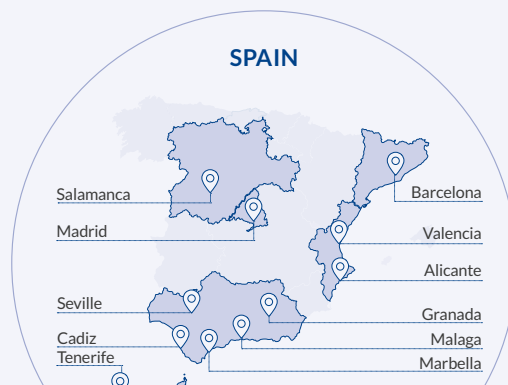 SPAIN
Salamanca
Barcelona
Madrid
Valencia
Alicante
Seville
Granada
Cadiz
Malaga
Tenerife
Marbella